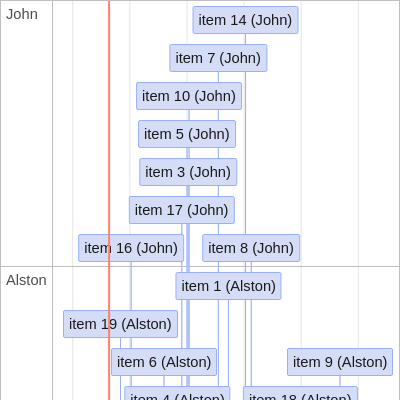 John
item 14 (John)
item 7 (John)
item 10 (John)
item 5 (John)
item 3 (John)
item 17 (John)
item 16 (John)
item 8 (John)
Alston
item 1 (Alston)
item 19 (Alston)
item 6 (Alston)
item 9 (Alston)
item 4 (Alston)
item 18 (Alston)